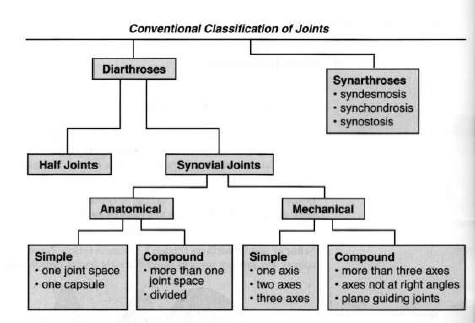 Conventional Classification of Joints
Diarthroses
Synarthroses
• syndesmosis
- synchondrosis
• synostosis
Half Joints
Synovial Joints
Anatomical
Mechanical
Simple
• one joint space
• one capsule
Compound
• more than one
joint space
• divided
Simple
• one axis
• two axes
• three axes
Compound
• more than three axes
• axes not at right angles
• plane guiding joints